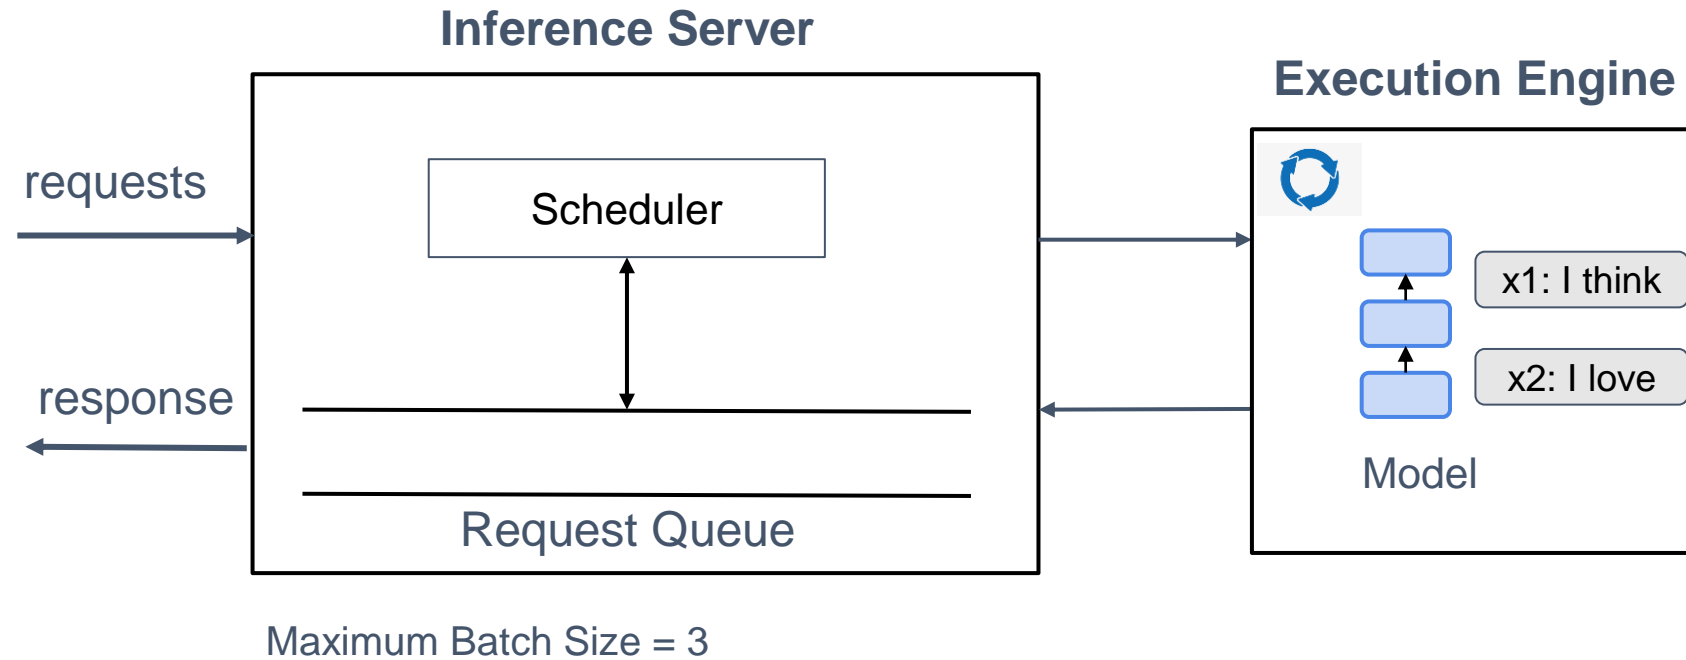 Inference Server
Execution Engine
requests
Scheduler
x1: I think
x2: I love
response
Model
Request Queue
Maximum Batch Size = 3